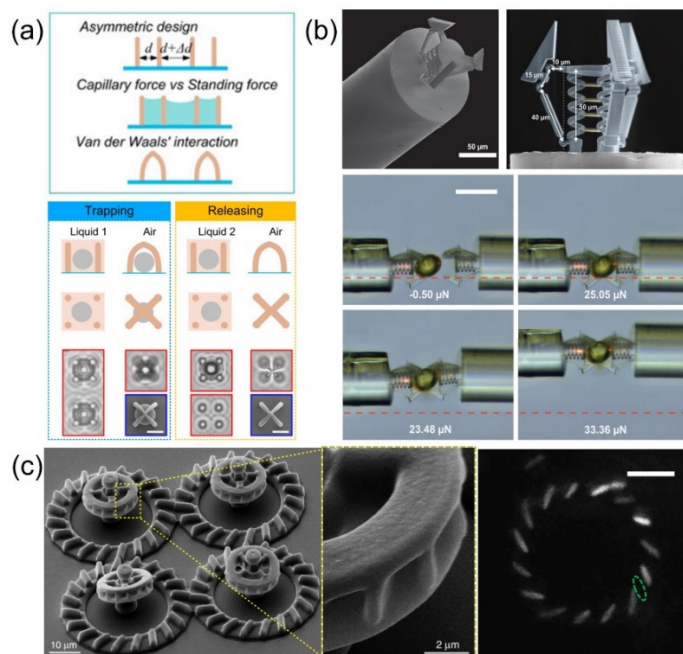 (a)
Asymmetric design
d d+Δd
Capillary force vs Standing force
Van der Waals' interaction
Trapping
Releasing
Liquid 1 Air
Liquid 2 Air
(b)
50 μm
10 μm
15 μm
50 μm
40 μm
-0.50 μN
25.05 μN
23.48 μN
33.36 μN
(c)
10 μm
2 μm